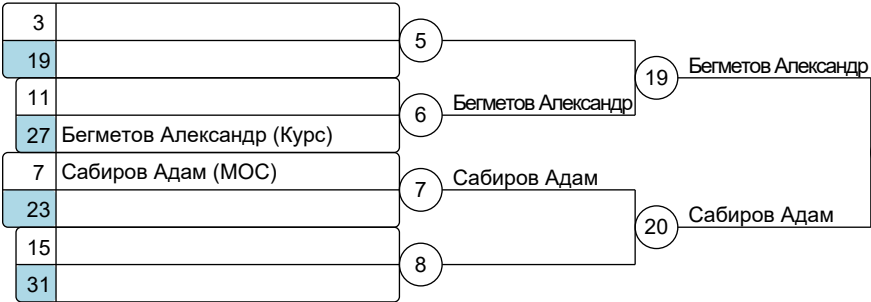 3
5
19
19 Бегметов Александр
11
6 Бегметов Александр
27 Бегметов Александр (Курс)
7 Сабиров Адам (МОС)
7 Сабиров Адам
23
20 Сабиров Адам
15
8
31